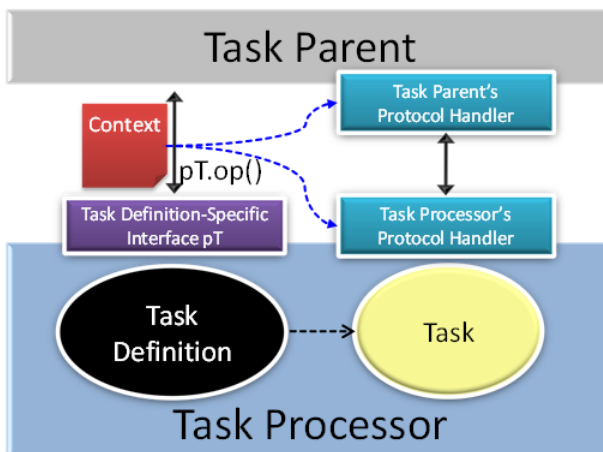 Task Parent
Task Parent's
Protocol Handler
Context
pT.op()
Task Definition-Specific
Interface pT
Task Processor's
Protocol Handler
Task
Definition
Task
Task Processor